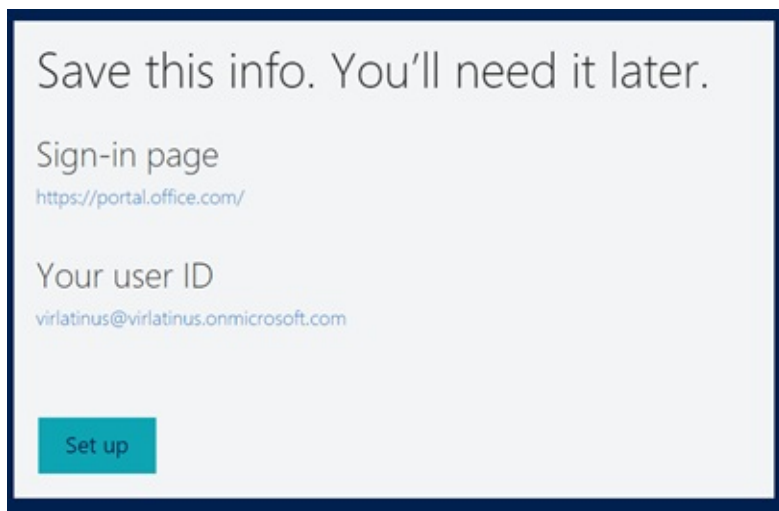 Save this info. You’ll need it later.
Sign-in page
https://portal.office.com/
Your user ID
virlatinus@virlatinus.onmicrosoft.com
Set up